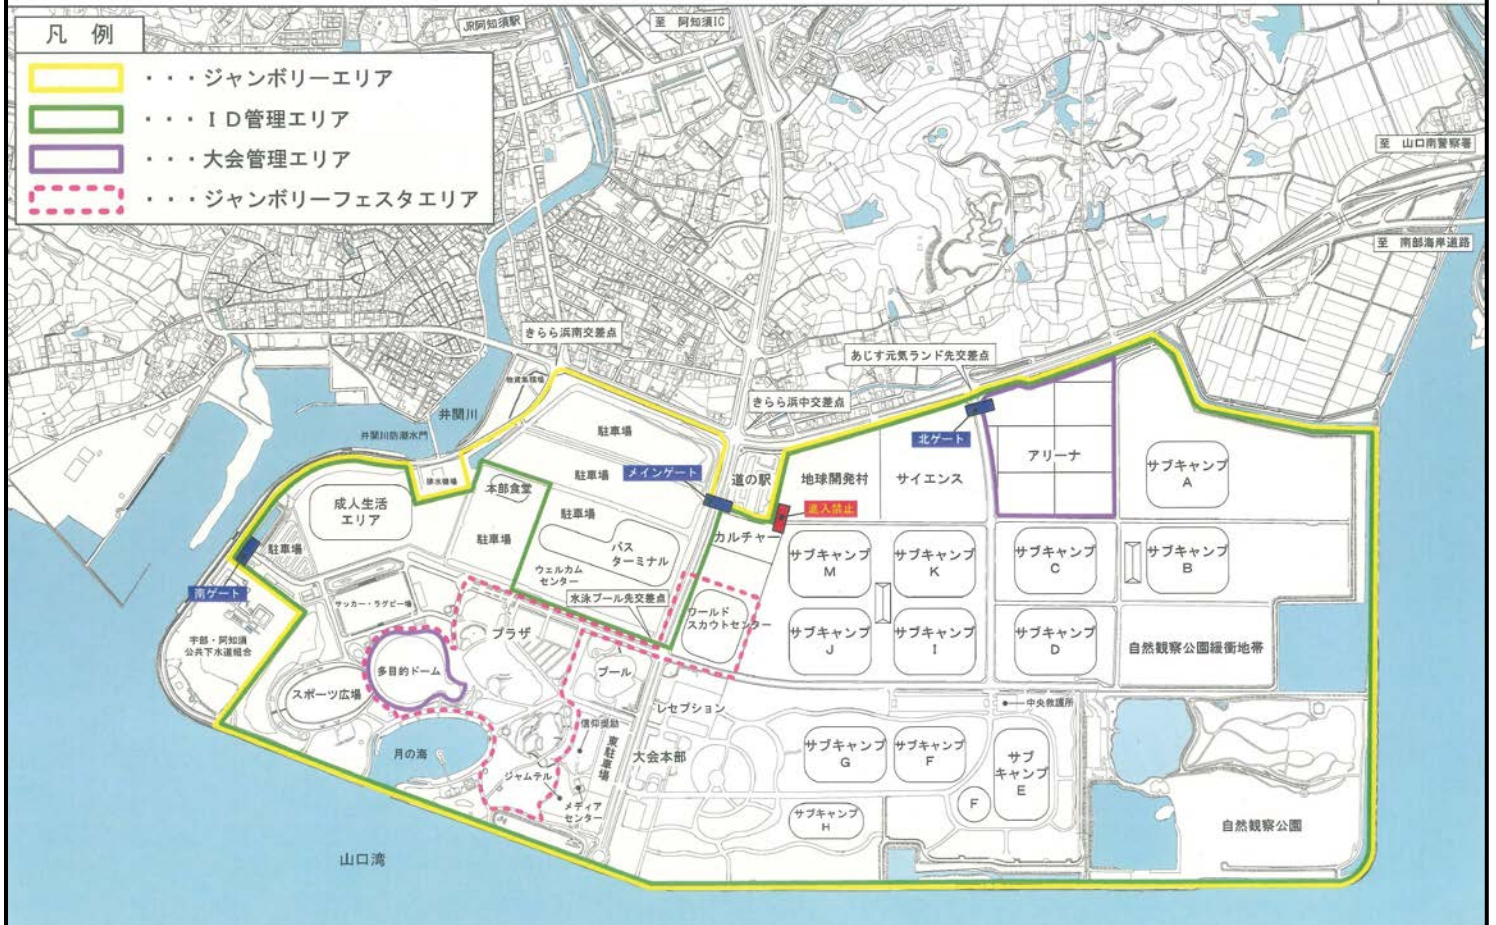 凡 例
・・・ジャンボリーエリア
・・・ＩＤ管理エリア
・・・大会管理エリア
・・・ジャンボリーフェスタエリア
JR阿知須駅
至 阿知須IC
至 山口南警察署
至 南部海岸道路
きらら浜南交差点
あじす元気ランド先交差点
きらら浜中交差点
物資集積場
井関川
井関川防潮水門
排水機場
北ゲート
メインゲート
進入禁止
南ゲート
駐車場
駐車場
駐車場
駐車場
駐車場
道の駅
地球開発村
サイエンス
アリーナ
サブキャンプ
A
本部食堂
成人生活
エリア
バス
ターミナル
ウェルカム
センター
カルチャー
サブキャンプ
M
サブキャンプ
K
サブキャンプ
C
サブキャンプ
B
水泳プール先交差点
サッカー・ラグビー場
プラザ
ワールド
スカウトセンター
サブキャンプ
J
サブキャンプ
I
サブキャンプ
D
自然観察公園緩衝地帯
宇部・阿知須
公共下水道組合
スポーツ広場
多目的ドーム
プール
レセプション
中央救護所
信仰奨励
東駐車場
大会本部
月の海
ジャムテル
メディア
センター
サブキャンプ
G
サブキャンプ
F
サブ
キャンプ
E
F
サブキャンプ
H
自然観察公園
山口湾